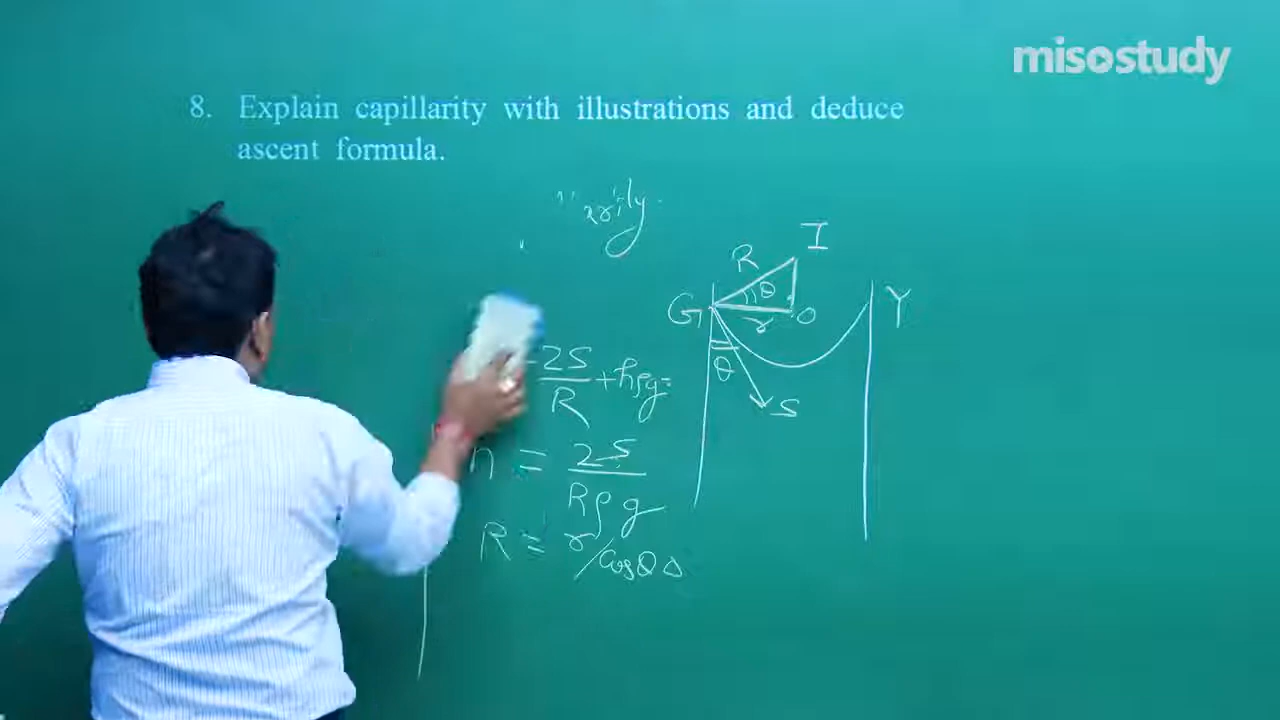 misostudy
8. Explain capillarity with illustrations and deduce
ascent formula.
I
R
θ
G
r
O
Y
θ
S
2S/R + hρg =
h = 2S/Rρg
R = r/cosθ